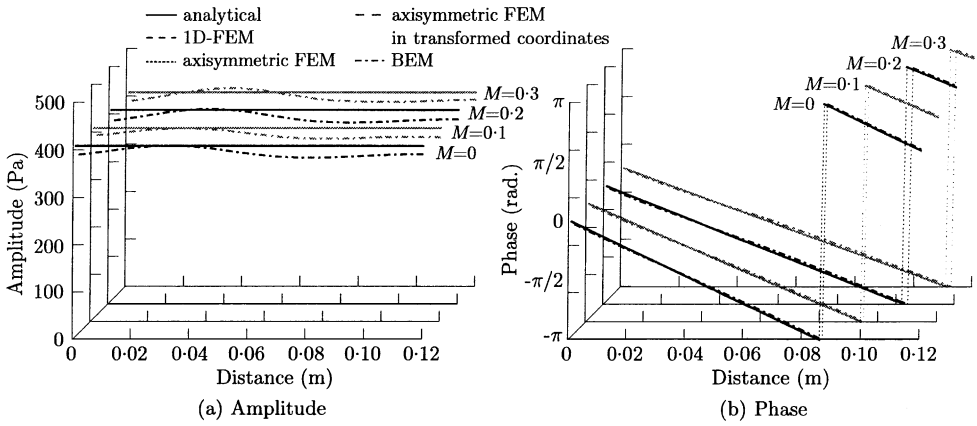 analytical
1D-FEM
axisymmetric FEM
axisymmetric FEM
in transformed coordinates
BEM
Amplitude (Pa)
500
400
300
200
100
0
M=0·3
M=0·2
M=0·1
M=0
0 0·02 0·04 0·06 0·08 0·10 0·12
Distance (m)
(a) Amplitude
Phase (rad.)
π
π/2
0
-π/2
-π
M=0·3
M=0·2
M=0·1
M=0
0 0·02 0·04 0·06 0·08 0·10 0·12
Distance (m)
(b) Phase